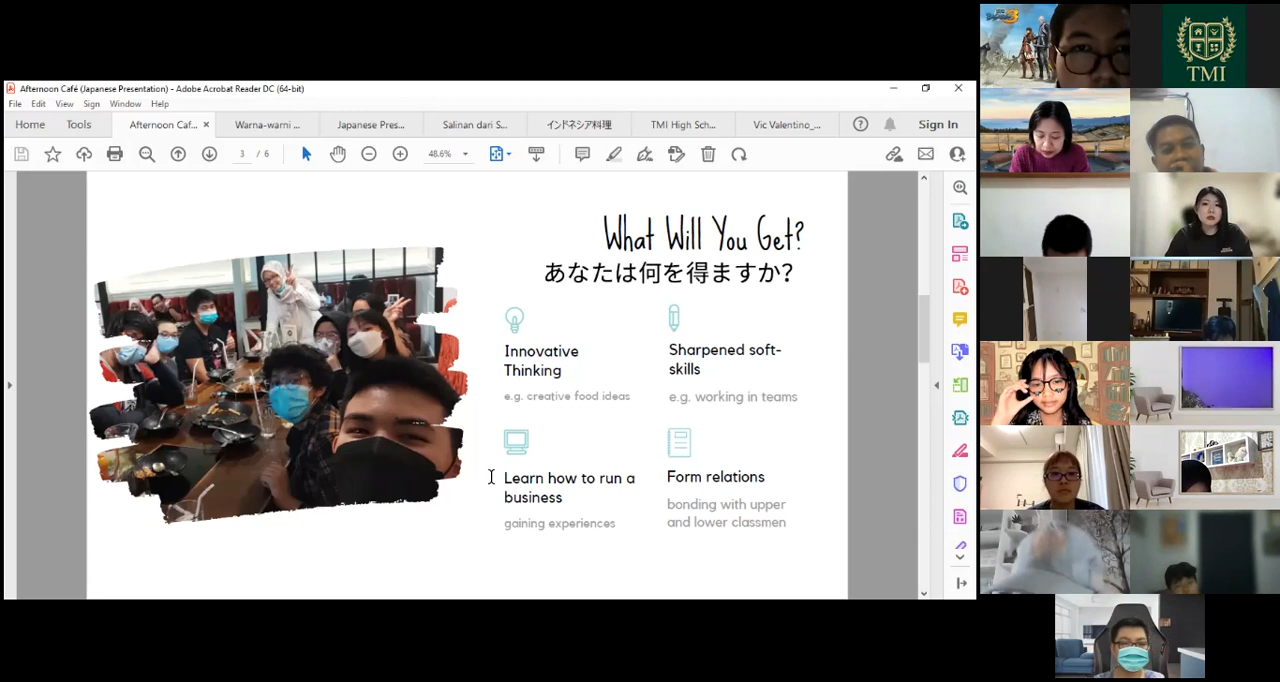 Afternoon Café (Japanese Presentation) - Adobe Acrobat Reader DC (64-bit)
File Edit View Sign Window Help
Home Tools Afternoon Caf... Warna-warni ... Japanese Pres... Salinan dari S... インドネシア料理 TMI High Sch... Vic Valentino_... Sign In
3 / 6 48.6%
What Will You Get?
あなたは何を得ますか?
Innovative
Thinking
e.g. creative food ideas
Sharpened soft-
skills
e.g. working in teams
Learn how to run a
business
gaining experiences
Form relations
bonding with upper
and lower classmen
TMI